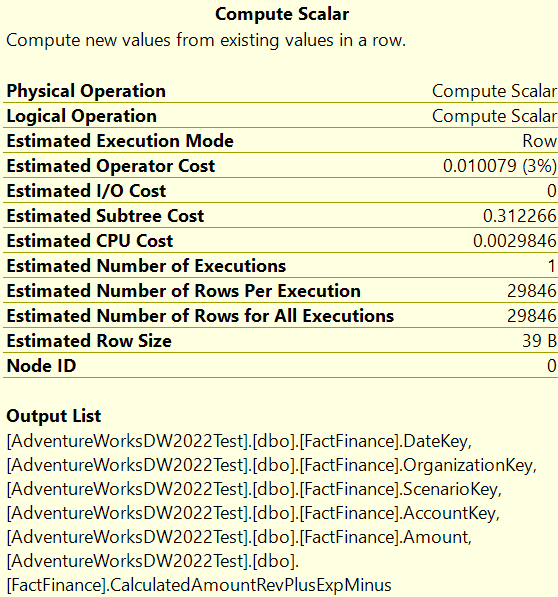 Compute Scalar
Compute new values from existing values in a row.
Physical Operation Compute Scalar
Logical Operation Compute Scalar
Estimated Execution Mode Row
Estimated Operator Cost 0.010079 (3%)
Estimated I/O Cost 0
Estimated Subtree Cost 0.312266
Estimated CPU Cost 0.0029846
Estimated Number of Executions 1
Estimated Number of Rows Per Execution 29846
Estimated Number of Rows for All Executions 29846
Estimated Row Size 39 B
Node ID 0
Output List
[AdventureWorksDW2022Test].[dbo].[FactFinance].DateKey,
[AdventureWorksDW2022Test].[dbo].[FactFinance].OrganizationKey,
[AdventureWorksDW2022Test].[dbo].[FactFinance].ScenarioKey,
[AdventureWorksDW2022Test].[dbo].[FactFinance].AccountKey,
[AdventureWorksDW2022Test].[dbo].[FactFinance].Amount,
[AdventureWorksDW2022Test].[dbo].
[FactFinance].CalculatedAmountRevPlusExpMinus